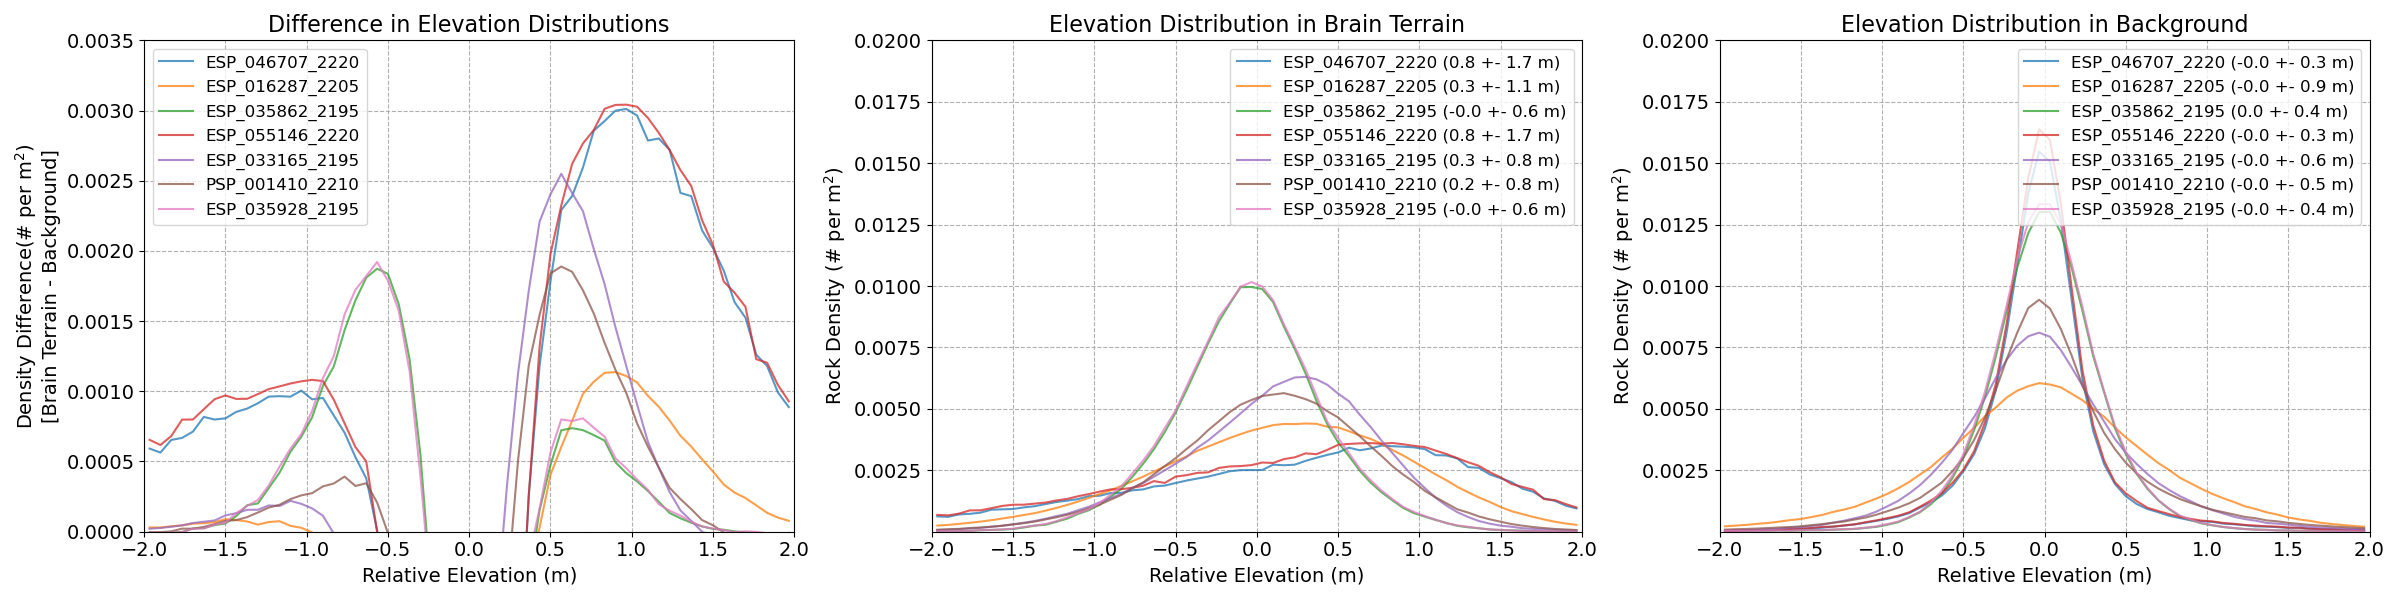 Difference in Elevation Distributions
0.0035
0.0030
0.0025
0.0020
0.0015
0.0010
0.0005
0.0000
Density Difference(# per m²)
[Brain Terrain - Background]
ESP_046707_2220
ESP_016287_2205
ESP_035862_2195
ESP_055146_2220
ESP_033165_2195
PSP_001410_2210
ESP_035928_2195
−2.0 −1.5 −1.0 −0.5 0.0 0.5 1.0 1.5 2.0
Relative Elevation (m)
Elevation Distribution in Brain Terrain
0.0200
0.0175
0.0150
0.0125
0.0100
0.0075
0.0050
0.0025
Rock Density (# per m²)
ESP_046707_2220 (0.8 +- 1.7 m)
ESP_016287_2205 (0.3 +- 1.1 m)
ESP_035862_2195 (-0.0 +- 0.6 m)
ESP_055146_2220 (0.8 +- 1.7 m)
ESP_033165_2195 (0.3 +- 0.8 m)
PSP_001410_2210 (0.2 +- 0.8 m)
ESP_035928_2195 (-0.0 +- 0.6 m)
−2.0 −1.5 −1.0 −0.5 0.0 0.5 1.0 1.5 2.0
Relative Elevation (m)
Elevation Distribution in Background
0.0200
0.0175
0.0150
0.0125
0.0100
0.0075
0.0050
0.0025
Rock Density (# per m²)
ESP_046707_2220 (-0.0 +- 0.3 m)
ESP_016287_2205 (-0.0 +- 0.9 m)
ESP_035862_2195 (0.0 +- 0.4 m)
ESP_055146_2220 (-0.0 +- 0.3 m)
ESP_033165_2195 (-0.0 +- 0.6 m)
PSP_001410_2210 (-0.0 +- 0.5 m)
ESP_035928_2195 (-0.0 +- 0.4 m)
−2.0 −1.5 −1.0 −0.5 0.0 0.5 1.0 1.5 2.0
Relative Elevation (m)